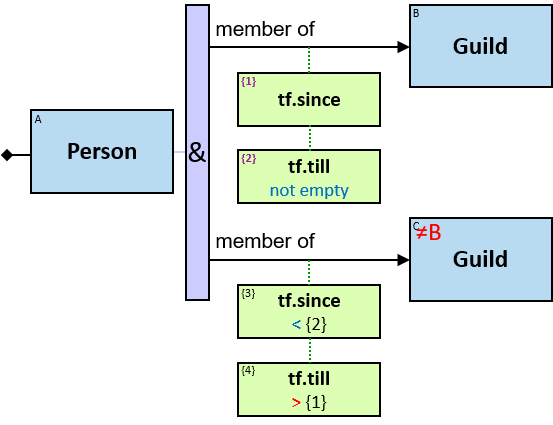 member of
B
Guild
{1}
tf.since
A
Person
&
{2}
tf.till
not empty
member of
C
≠B
Guild
{3}
tf.since
< {2}
{4}
tf.till
> {1}